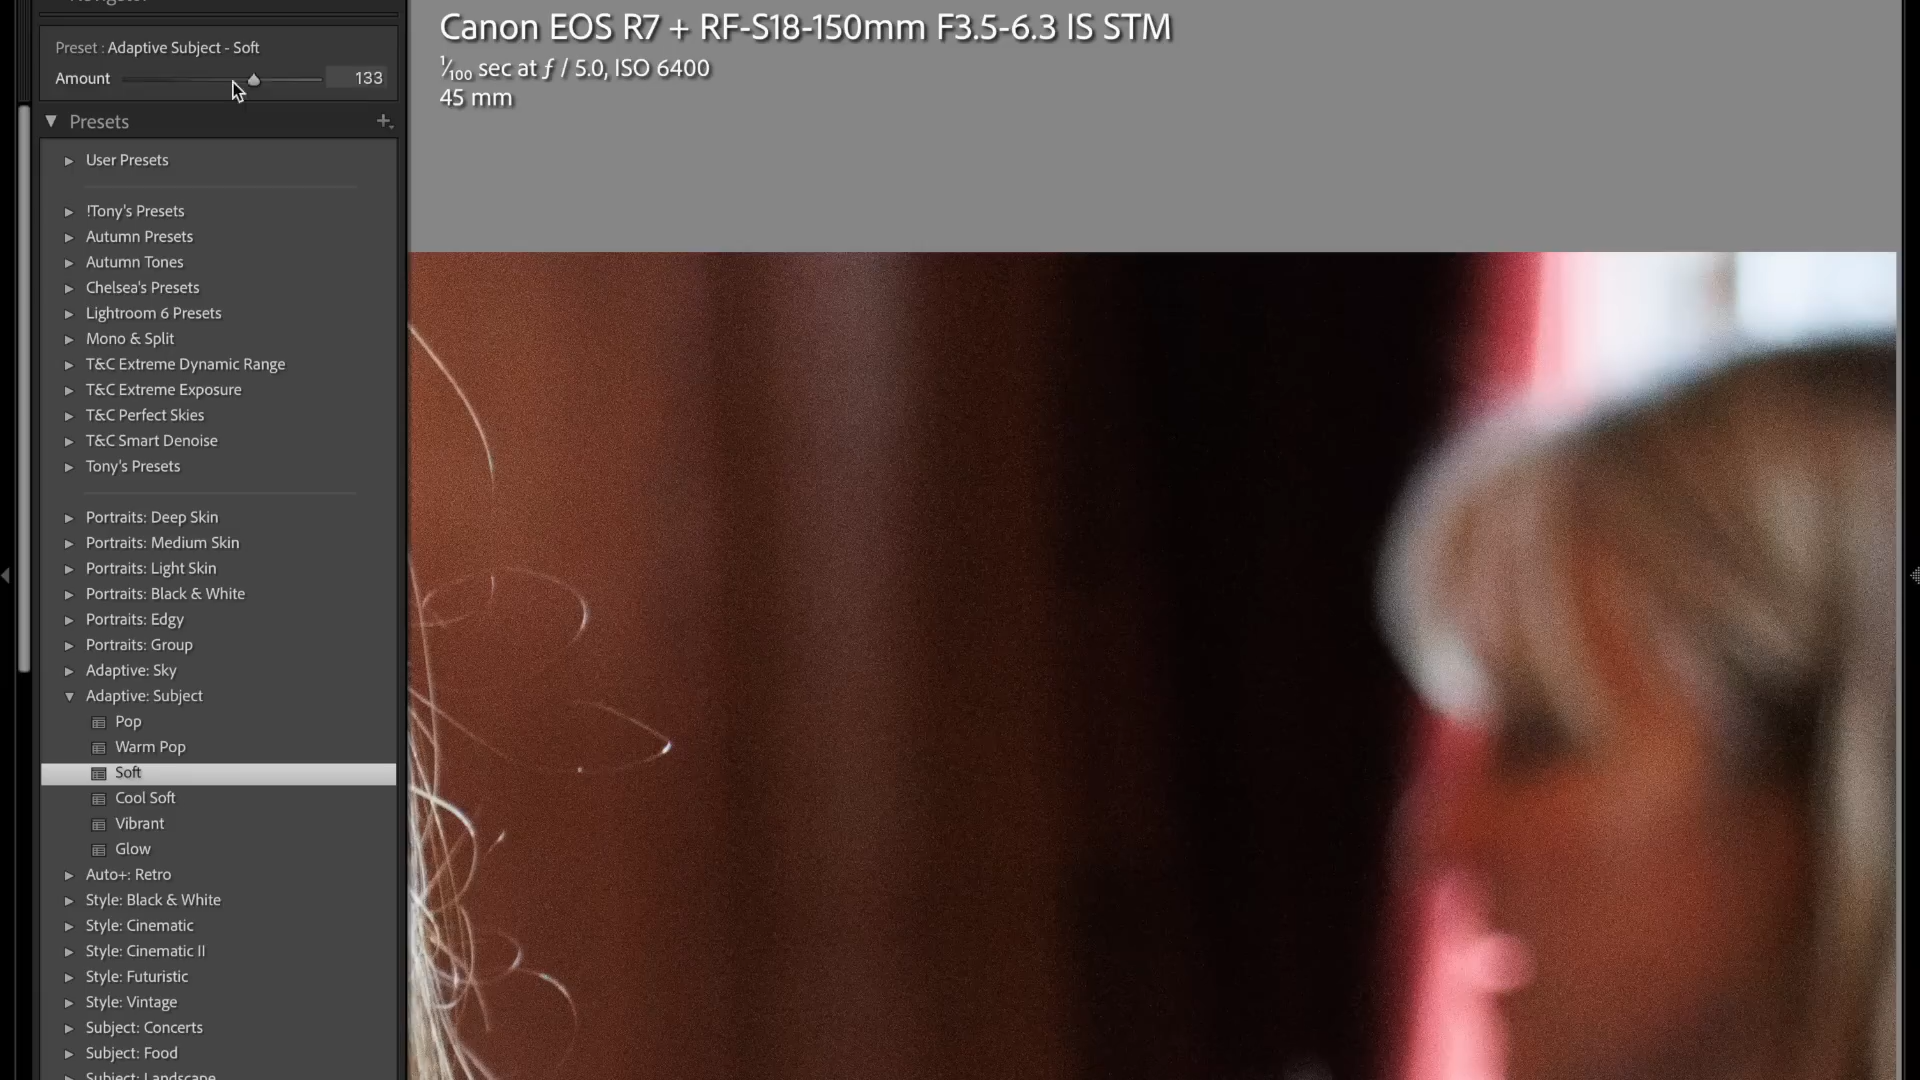 Canon EOS R7 + RF-S18-150mm F3.5-6.3 IS STM
1/100 sec at ƒ / 5.0, ISO 6400
45 mm
Navigator
Preset : Adaptive Subject - Soft
Amount 133
Presets
User Presets
!Tony's Presets
Autumn Presets
Autumn Tones
Chelsea's Presets
Lightroom 6 Presets
Mono & Split
T&C Extreme Dynamic Range
T&C Extreme Exposure
T&C Perfect Skies
T&C Smart Denoise
Tony's Presets
Portraits: Deep Skin
Portraits: Medium Skin
Portraits: Light Skin
Portraits: Black & White
Portraits: Edgy
Portraits: Group
Adaptive: Sky
Adaptive: Subject
Pop
Warm Pop
Soft
Cool Soft
Vibrant
Glow
Auto+: Retro
Style: Black & White
Style: Cinematic
Style: Cinematic II
Style: Futuristic
Style: Vintage
Subject: Concerts
Subject: Food
Subject: Landscape